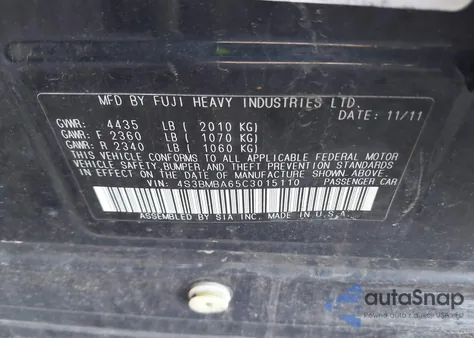 MFD BY FUJI HEAVY INDUSTRIES LTD.
DATE: 11/11
GVWR: 4435 LB ( 2010 KG)
GAWR: F 2360 LB ( 1070 KG)
GAWR: R 2340 LB ( 1060 KG)
THIS VEHICLE CONFORMS TO ALL APPLICABLE FEDERAL MOTOR
VEHICLE SAFETY, BUMPER AND THEFT PREVENTION STANDARDS
IN EFFECT ON THE DATE OF MANUFACTURE SHOWN ABOVE.
VIN: 4S3BMBA65C3015110 PASSENGER CAR
ASSEMBLED BY SIA INC. MADE IN U.S.A.
autoSnap